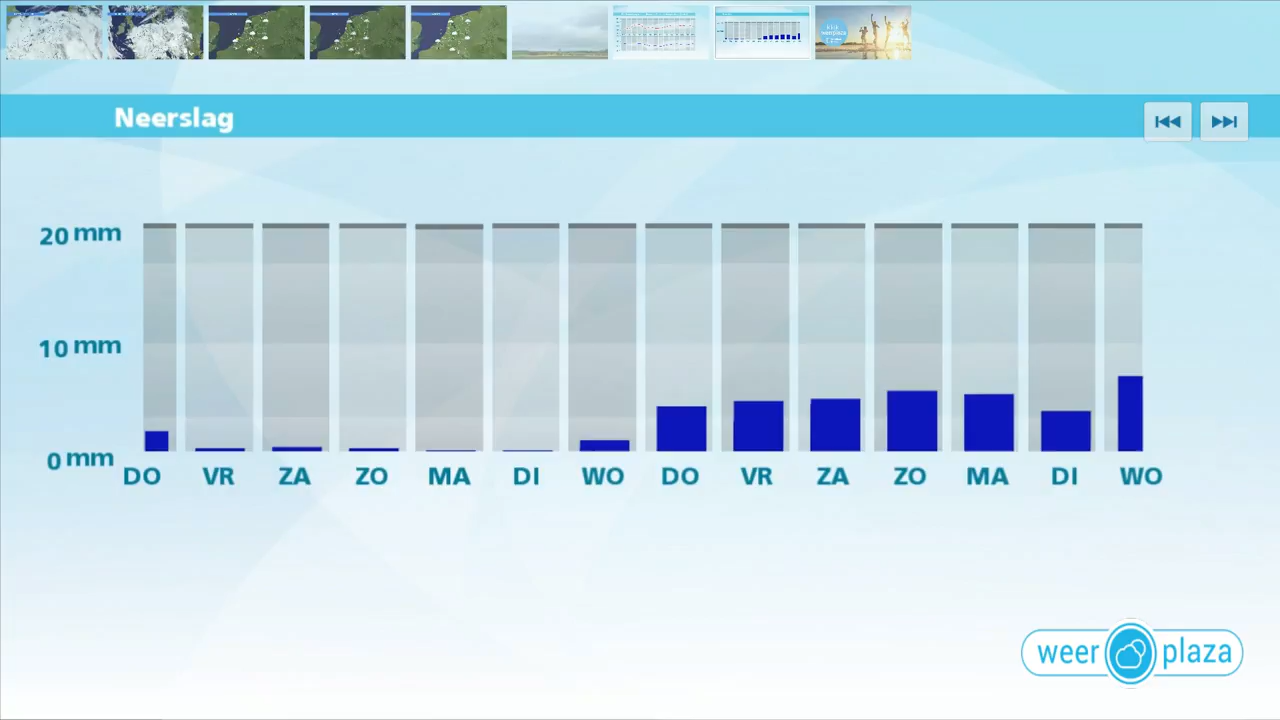 Neerslag
20 mm
10 mm
0 mm
DO VR ZA ZO MA DI WO DO VR ZA ZO MA DI WO
weer plaza